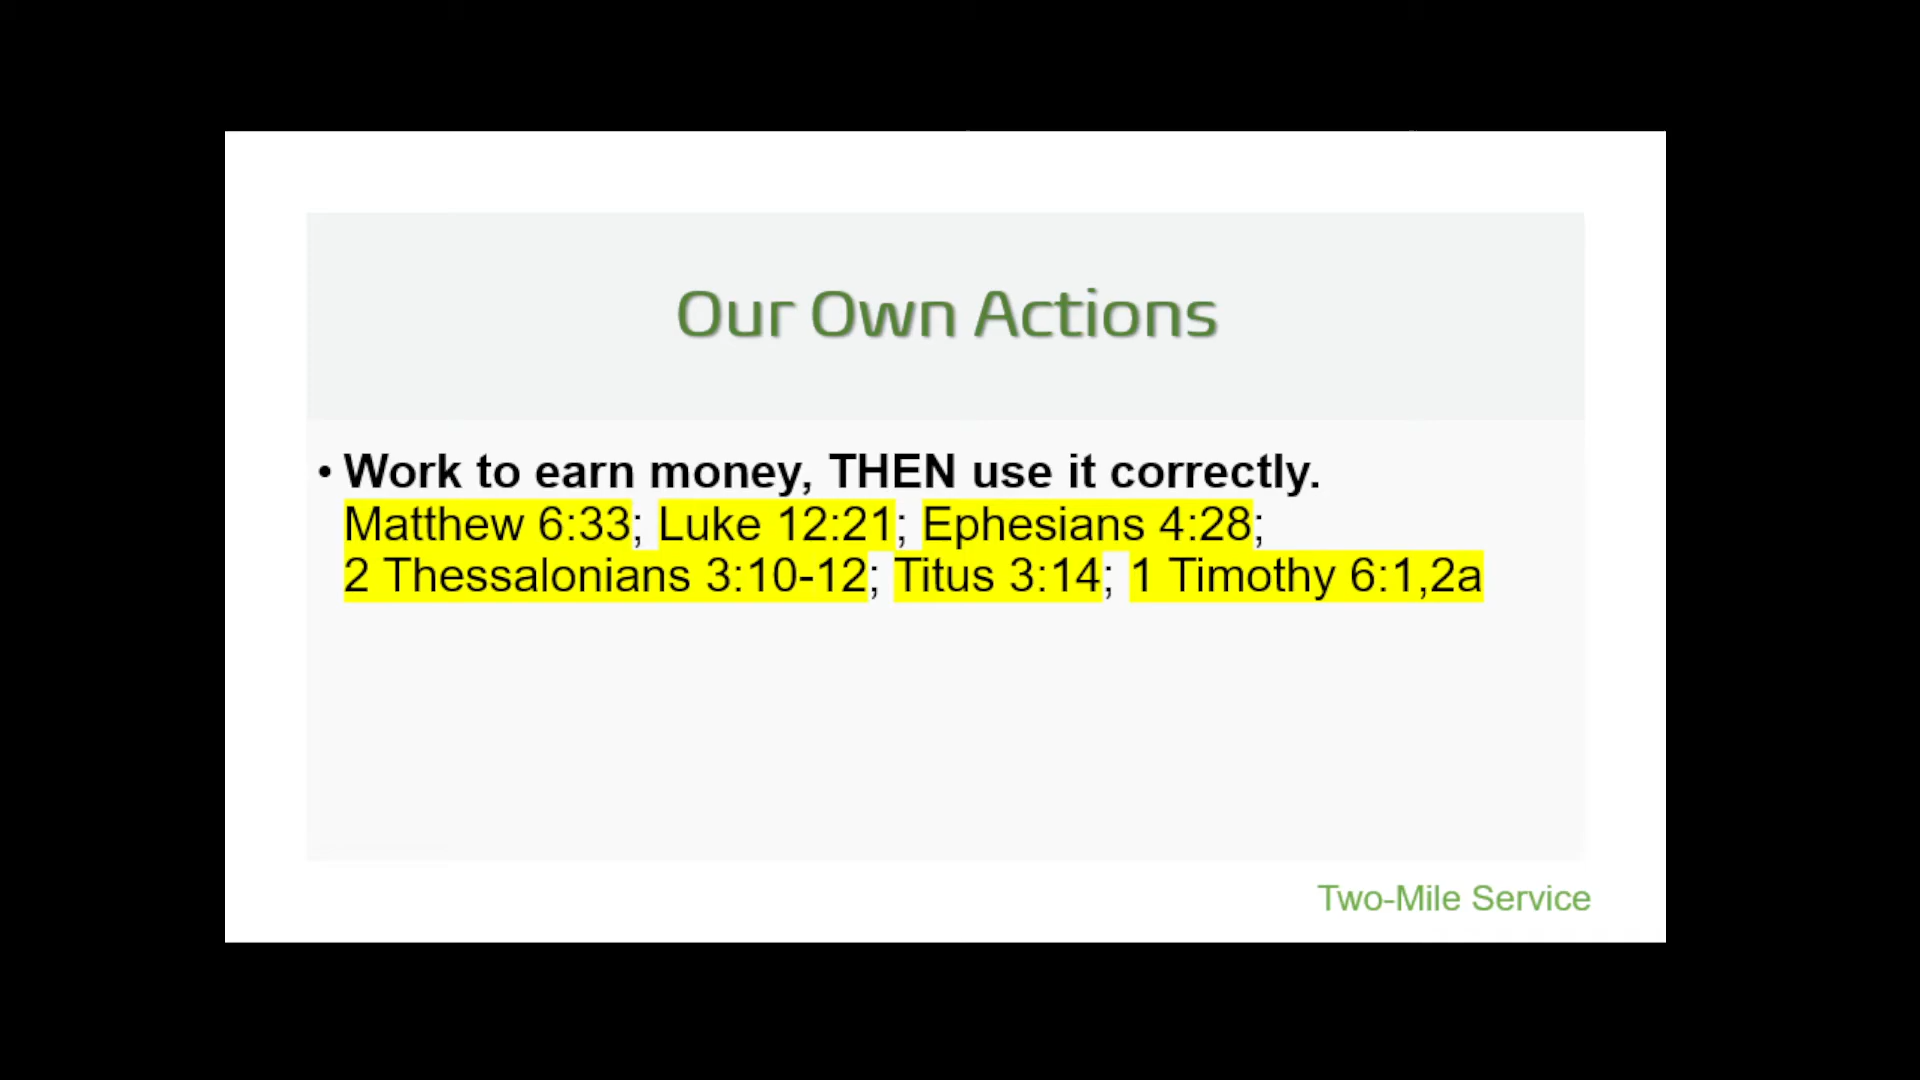 Our Own Actions
• Work to earn money, THEN use it correctly.
Matthew 6:33; Luke 12:21; Ephesians 4:28;
2 Thessalonians 3:10-12; Titus 3:14; 1 Timothy 6:1,2a
Two-Mile Service